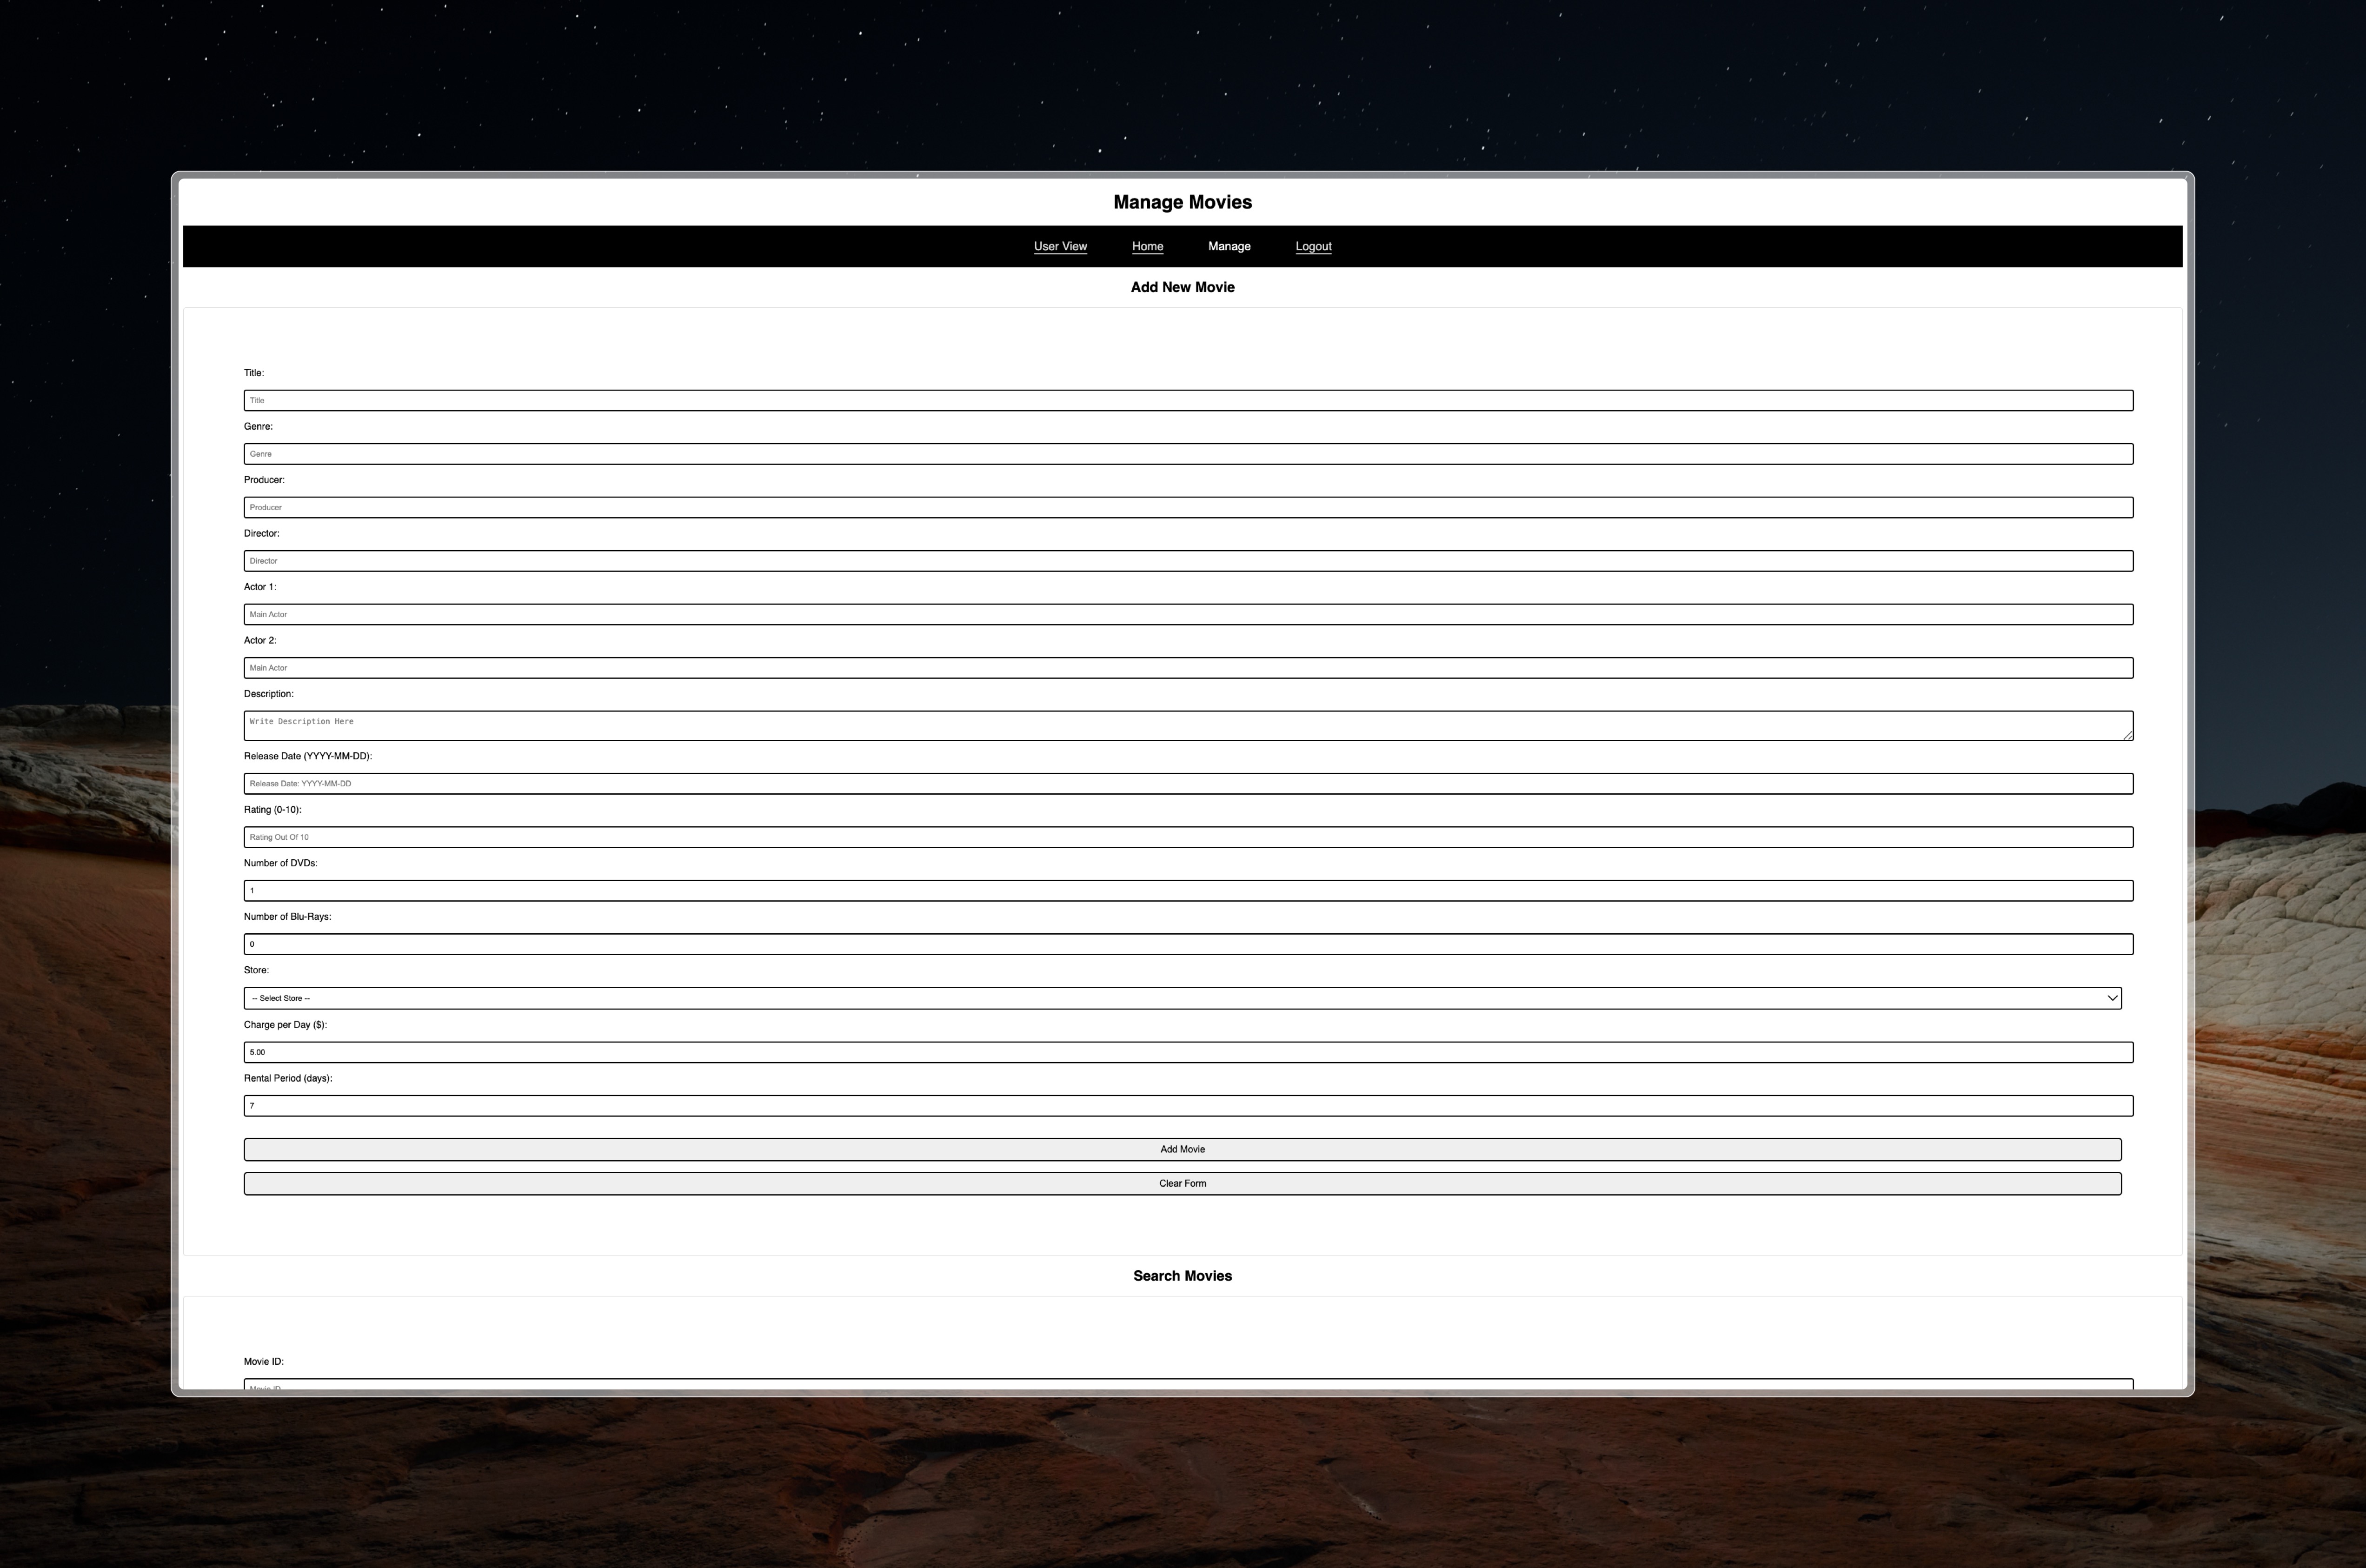 Manage Movies
User View Home Manage Logout
Add New Movie
Title:
Title
Genre:
Genre
Producer:
Producer
Director:
Director
Actor 1:
Main Actor
Actor 2:
Main Actor
Description:
Write Description Here
Release Date (YYYY-MM-DD):
Release Date: YYYY-MM-DD
Rating (0-10):
Rating Out Of 10
Number of DVDs:
1
Number of Blu-Rays:
0
Store:
-- Select Store --
Charge per Day ($):
5.00
Rental Period (days):
7
Add Movie
Clear Form
Search Movies
Movie ID:
Movie ID